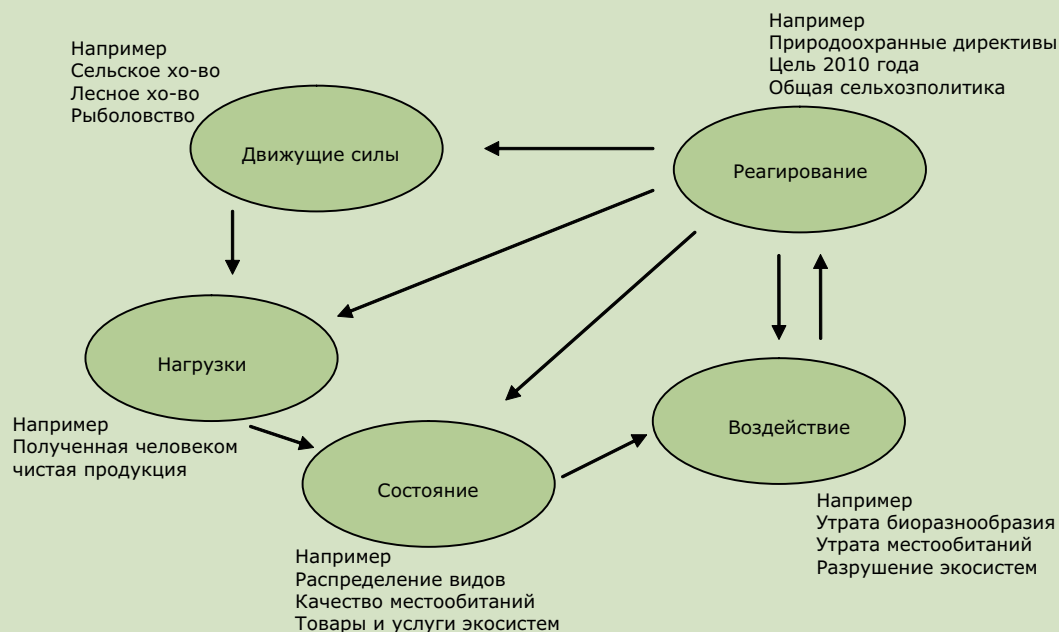 Например
Природоохранные директивы
Цель 2010 года
Общая сельхозполитика
Например
Сельское хо-во
Лесное хо-во
Рыболовство
Движущие силы
Реагирование
Нагрузки
Например
Полученная человеком
чистая продукция
Воздействие
Состояние
Например
Утрата биоразнообразия
Утрата местообитаний
Разрушение экосистем
Например
Распределение видов
Качество местообитаний
Товары и услуги экосистем